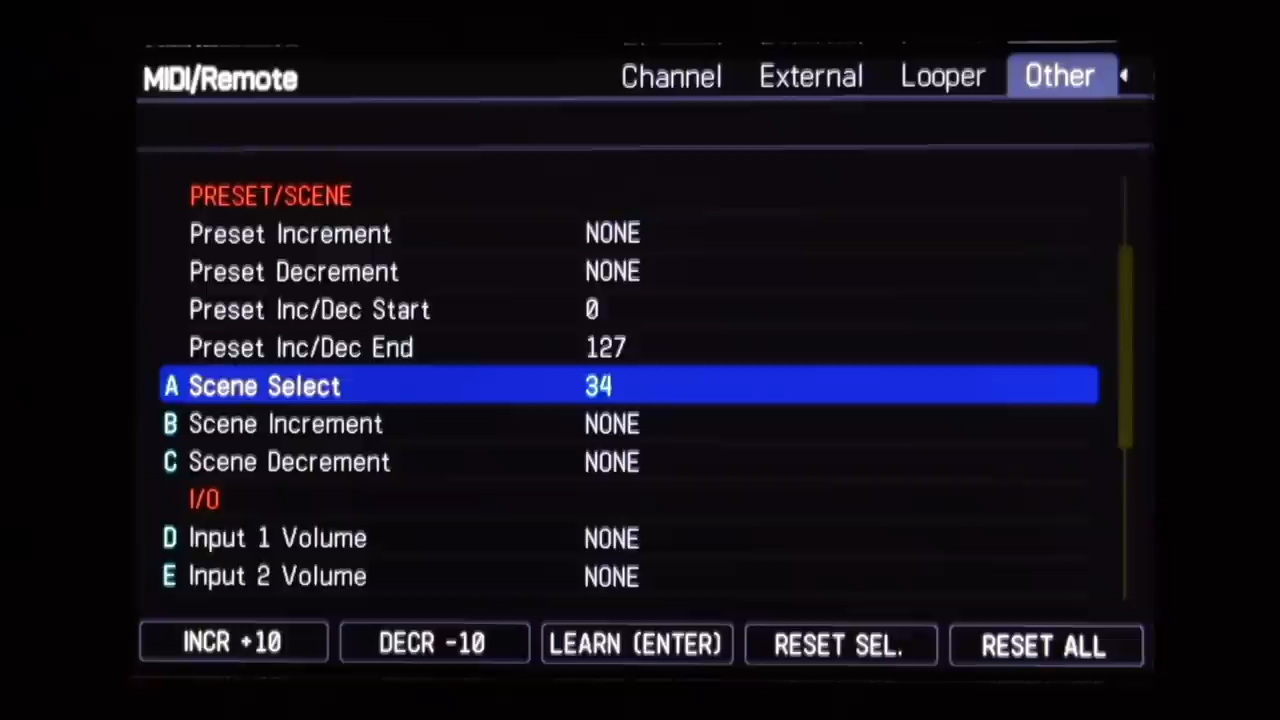 MIDI/Remote Channel External Looper Other
PRESET/SCENE
Preset Increment NONE
Preset Decrement NONE
Preset Inc/Dec Start 0
Preset Inc/Dec End 127
A Scene Select 34
B Scene Increment NONE
C Scene Decrement NONE
I/O
D Input 1 Volume NONE
E Input 2 Volume NONE
INCR +10 DECR -10 LEARN (ENTER) RESET SEL. RESET ALL